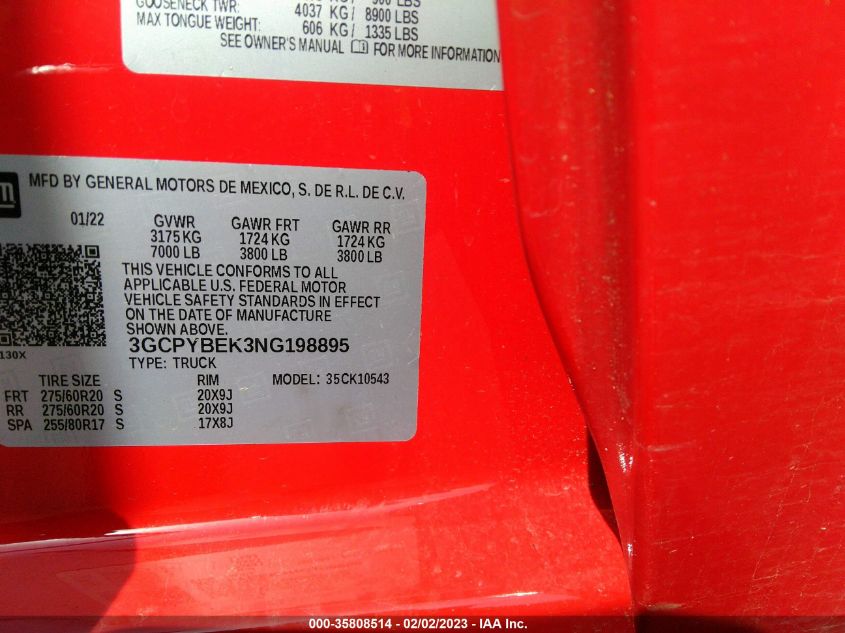 GOOSENECK TWR: 4037 KG/ 8900 LBS
MAX TONGUE WEIGHT: 606 KG/ 1335 LBS
SEE OWNER'S MANUAL FOR MORE INFORMATION
MFD BY GENERAL MOTORS DE MEXICO, S. DE R.L. DE C.V.
01/22 GVWR GAWR FRT GAWR RR
3175 KG 1724 KG 1724 KG
7000 LB 3800 LB 3800 LB
THIS VEHICLE CONFORMS TO ALL
APPLICABLE U.S. FEDERAL MOTOR
VEHICLE SAFETY STANDARDS IN EFFECT
ON THE DATE OF MANUFACTURE
SHOWN ABOVE.
3GCPYBEK3NG198895
130X
TYPE: TRUCK
TIRE SIZE RIM MODEL: 35CK10543
FRT 275/60R20 S 20X9J
RR 275/60R20 S 20X9J
SPA 255/80R17 S 17X8J
000-35808514 - 02/02/2023 - IAA Inc.